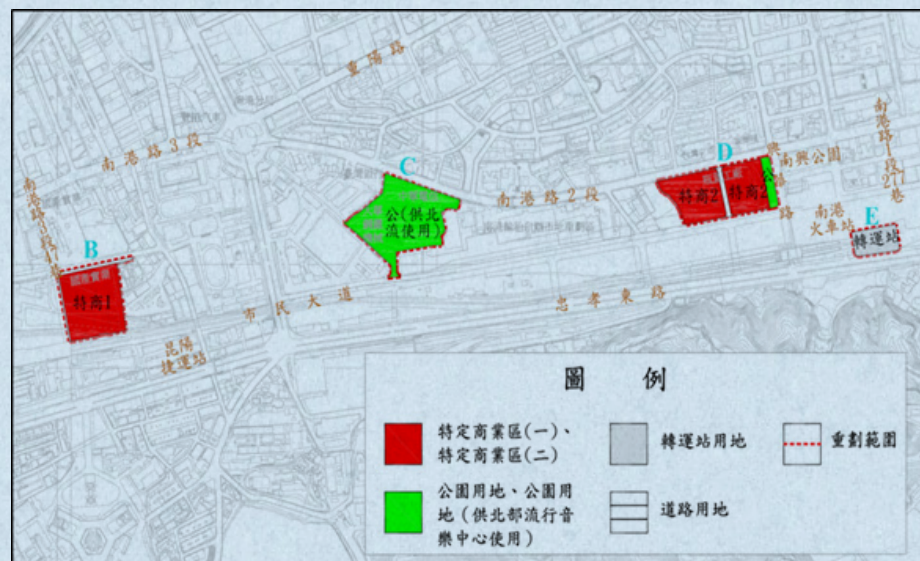 重陽路
南港路3段
南港路3段47巷
B
特商1
C
公(供北
流使用)
南港路2段
D
特商2
特商2
公
南興公園
興
路
南港路1段
217巷
南港
火車站
E
轉運站
市民大道
忠孝東路
昆陽
捷運站
圖 例
特定商業區(一)、
特定商業區(二)
轉運站用地
重劃範圍
公園用地、公園用
地(供北部流行音
樂中心使用)
道路用地